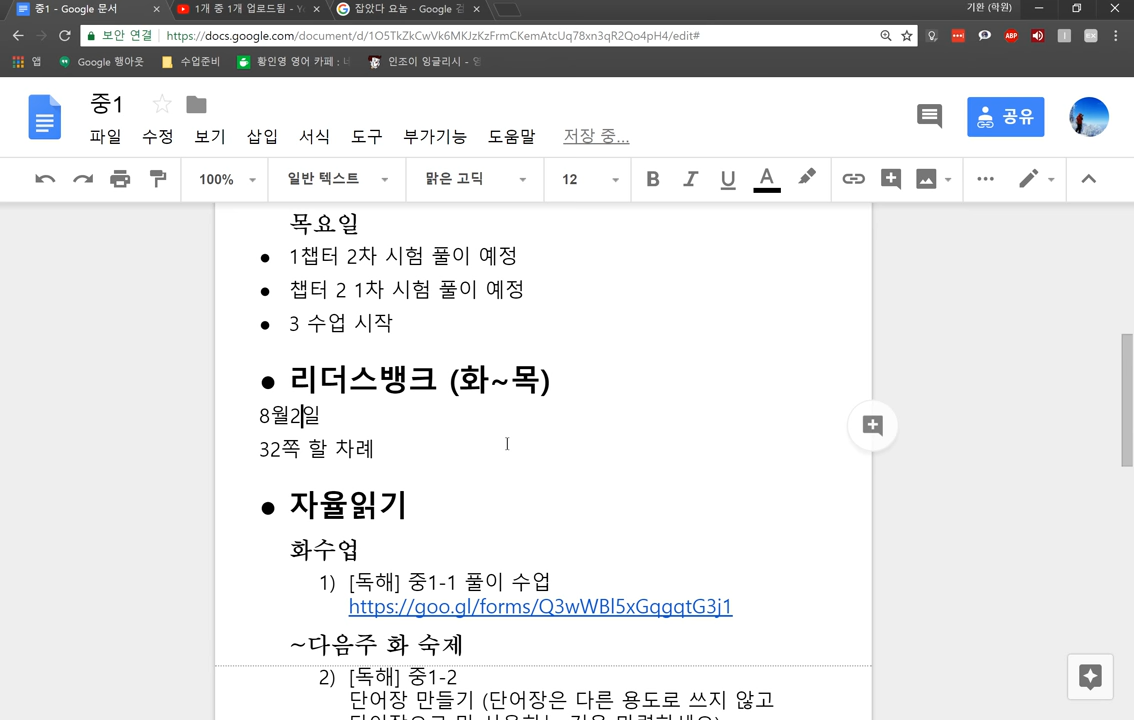 중1 - Google 문서
1개 중 1개 업로드됨 - Yo
잡았다 요놈 - Google 검
기환 (학원)
보안 연결
https://docs.google.com/document/d/1O5TkZkCwVk6MKJzKzFrmCKemAtcUq78xn3qR2Qo4pH4/edit#
앱
Google 행아웃
수업준비
황인영 영어 카페 : 네
인조이 잉글리시 - 엠
ABP
중1
파일 수정 보기 삽입 서식 도구 부가기능 도움말 저장 중...
공유
100% 일반 텍스트 맑은 고딕 12 B I U A
목요일
● 1챕터 2차 시험 풀이 예정
● 챕터 2 1차 시험 풀이 예정
● 3 수업 시작
● 리더스뱅크 (화~목)
8월2일
32쪽 할 차례
● 자율읽기
화수업
1) [독해] 중1-1 풀이 수업
https://goo.gl/forms/Q3wWBl5xGqgqtG3j1
~다음주 화 숙제
2) [독해] 중1-2
단어장 만들기 (단어장은 다른 용도로 쓰지 않고